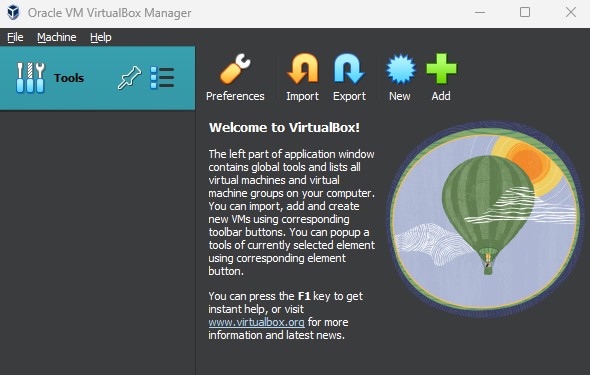 Oracle VM VirtualBox Manager
File Machine Help
Tools
Preferences Import Export New Add
Welcome to VirtualBox!
The left part of application window
contains global tools and lists all
virtual machines and virtual
machine groups on your computer.
You can import, add and create
new VMs using corresponding
toolbar buttons. You can popup a
tools of currently selected element
using corresponding element
button.
You can press the F1 key to get
instant help, or visit
www.virtualbox.org for more
information and latest news.